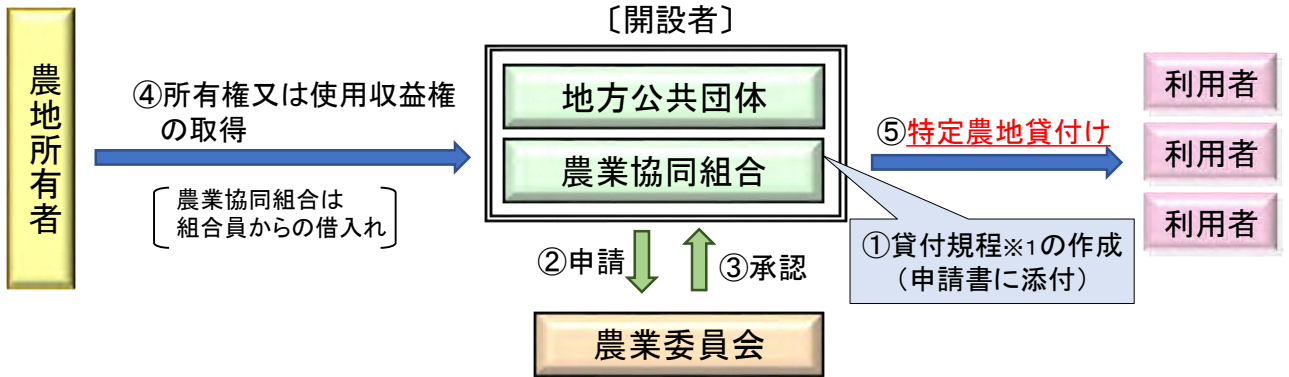 〔開設者〕
農地所有者
④所有権又は使用収益権
の取得
農業協同組合は
組合員からの借入れ
地方公共団体
農業協同組合
⑤特定農地貸付け
利用者
利用者
利用者
①貸付規程※1の作成
（申請書に添付）
②申請
③承認
農業委員会